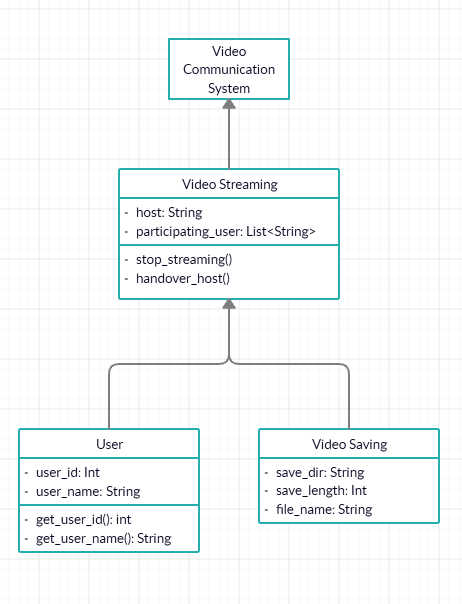 Video
Communication
System
Video Streaming
- host: String
- participating_user: List<String>
- stop_streaming()
- handover_host()
User
- user_id: Int
- user_name: String
- get_user_id(): int
- get_user_name(): String
Video Saving
- save_dir: String
- save_length: Int
- file_name: String